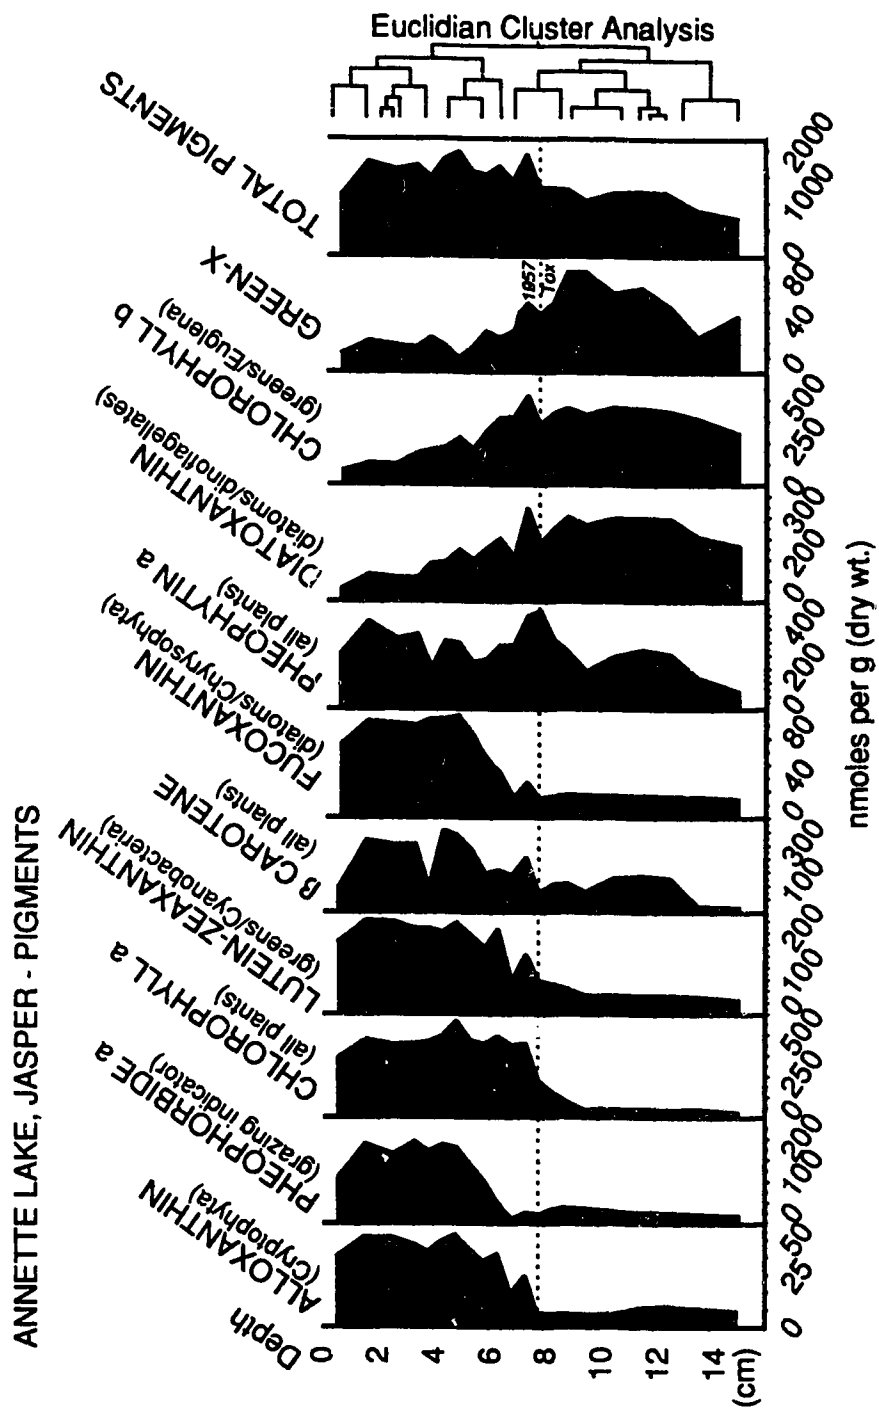 ANNETTE LAKE, JASPER - PIGMENTS
Euclidian Cluster Analysis
TOTAL PIGMENTS
GREEN-X
CHLOROPHYLL b
(greens/Euglena)
DIATOXANTHIN
(diatoms/dinoflagellates)
PHEOPHYTIN a
(all plants)
FUCOXANTHIN
(diatoms/Chyrysophyta)
B CAROTENE
(all plants)
LUTEIN-ZEAXANTHIN
(greens/Cyanobacteria)
CHLOROPHYLL a
(all plants)
PHEOPHORBIDE a
(grazing indicator)
ALLOXANTHIN
(Cryptophyta)
Depth
1957
Tox
0 1000 2000
0 40 80
0 250 500
0 200 300
0 200 400
0 40 80
0 100 300
0 100 200
0 250 500
0 100 200
0 25 50
nmoles per g (dry wt.)
0 2 4 6 8 10 12 14
(cm)